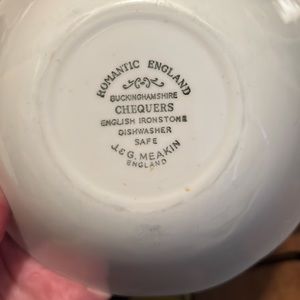 ROMANTIC ENGLAND
BUCKINGHAMSHIRE
CHEQUERS
ENGLISH IRONSTONE
DISHWASHER
SAFE
J. & G. MEAKIN
ENGLAND